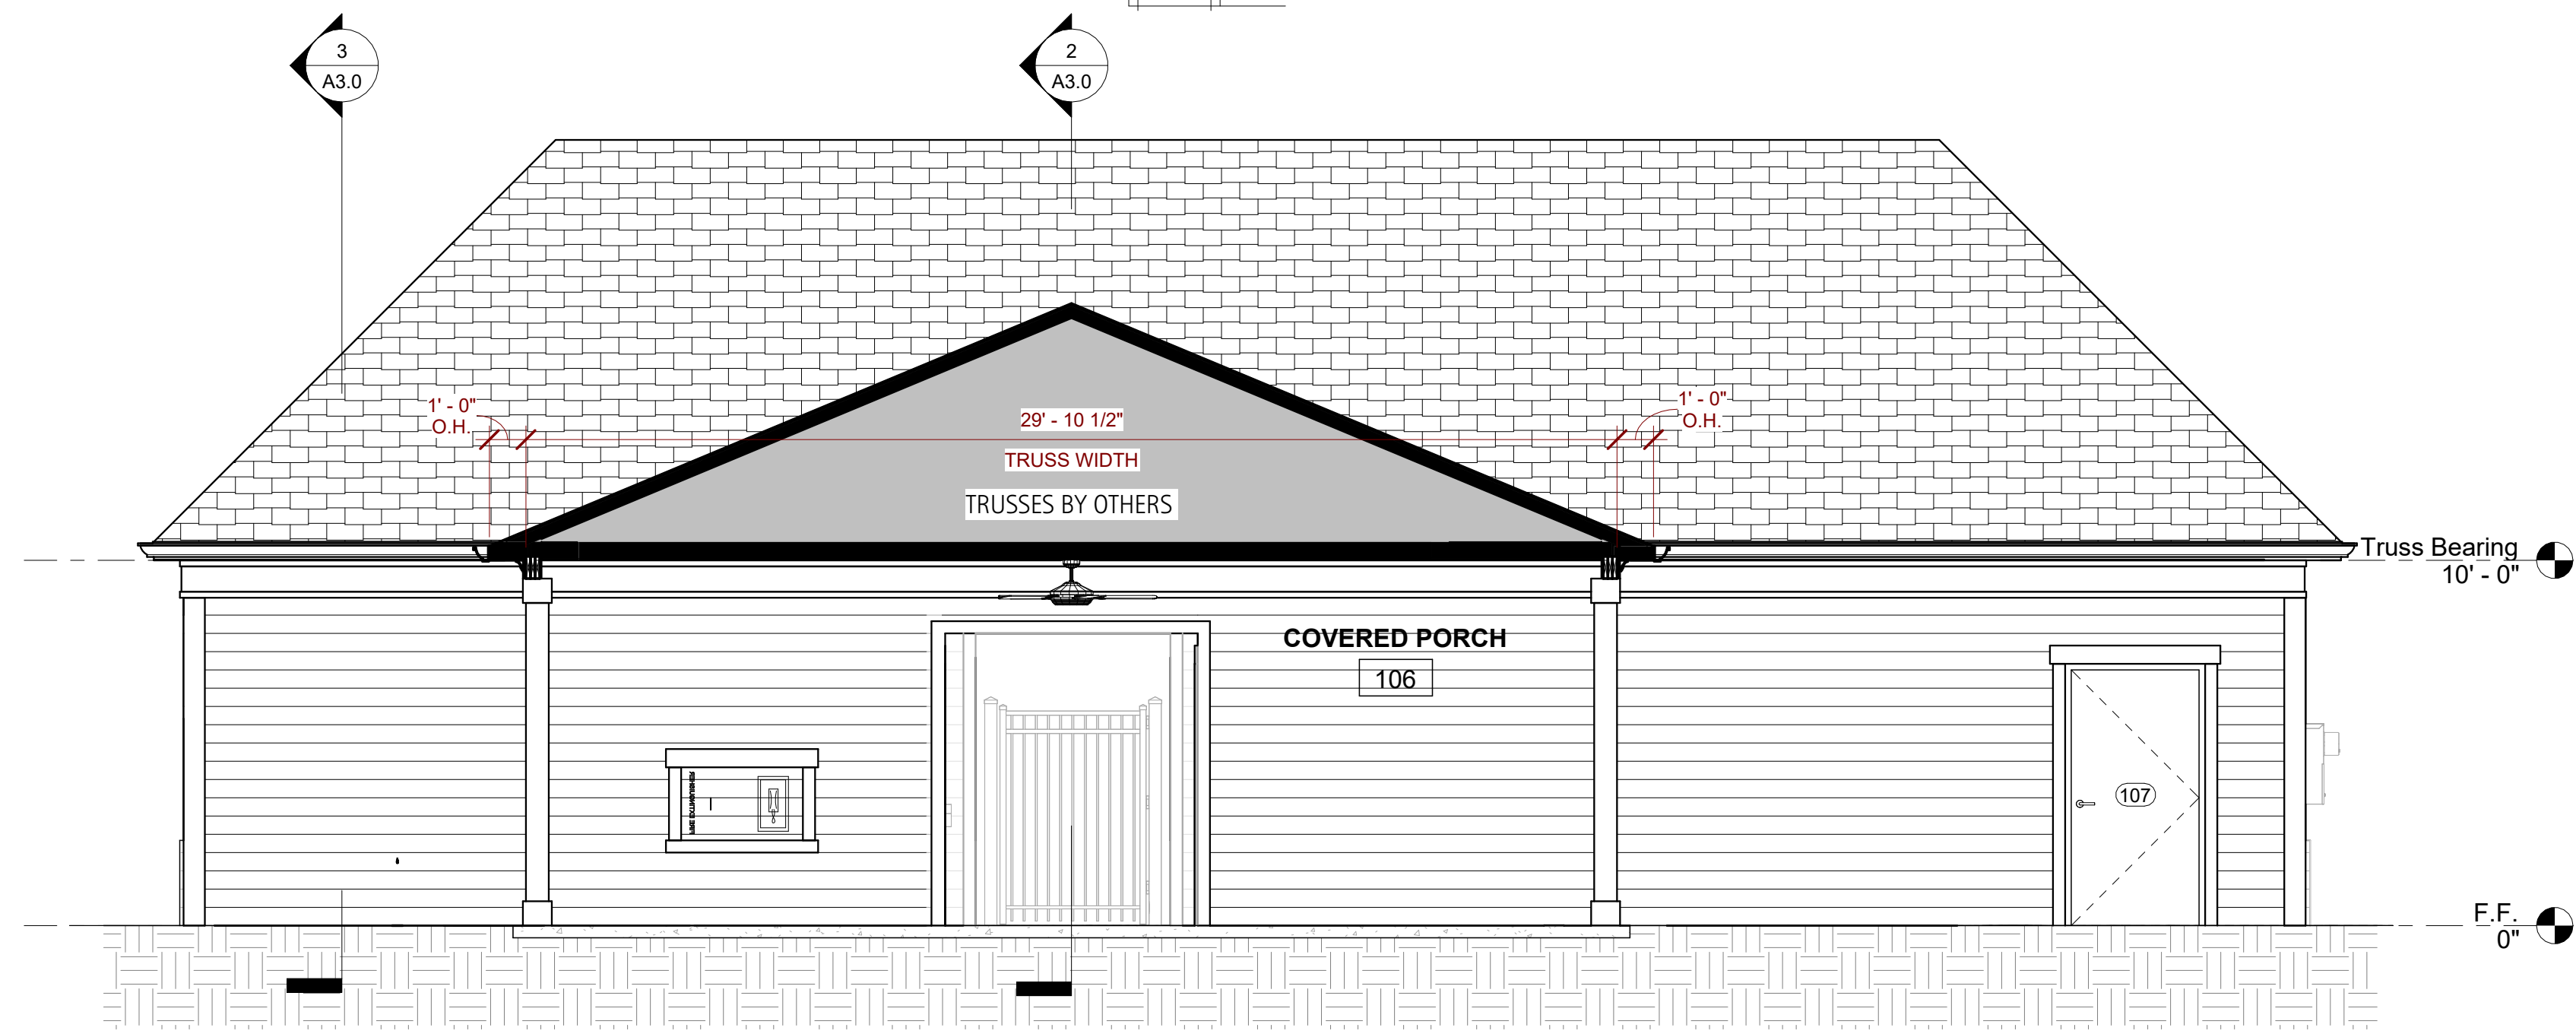 3
A3.0
2
A3.0
1' - 0"
O.H.
29' - 10 1/2"
TRUSS WIDTH
TRUSSES BY OTHERS
1' - 0"
O.H.
Truss Bearing
10' - 0"
COVERED PORCH
106
107
F.F.
0"